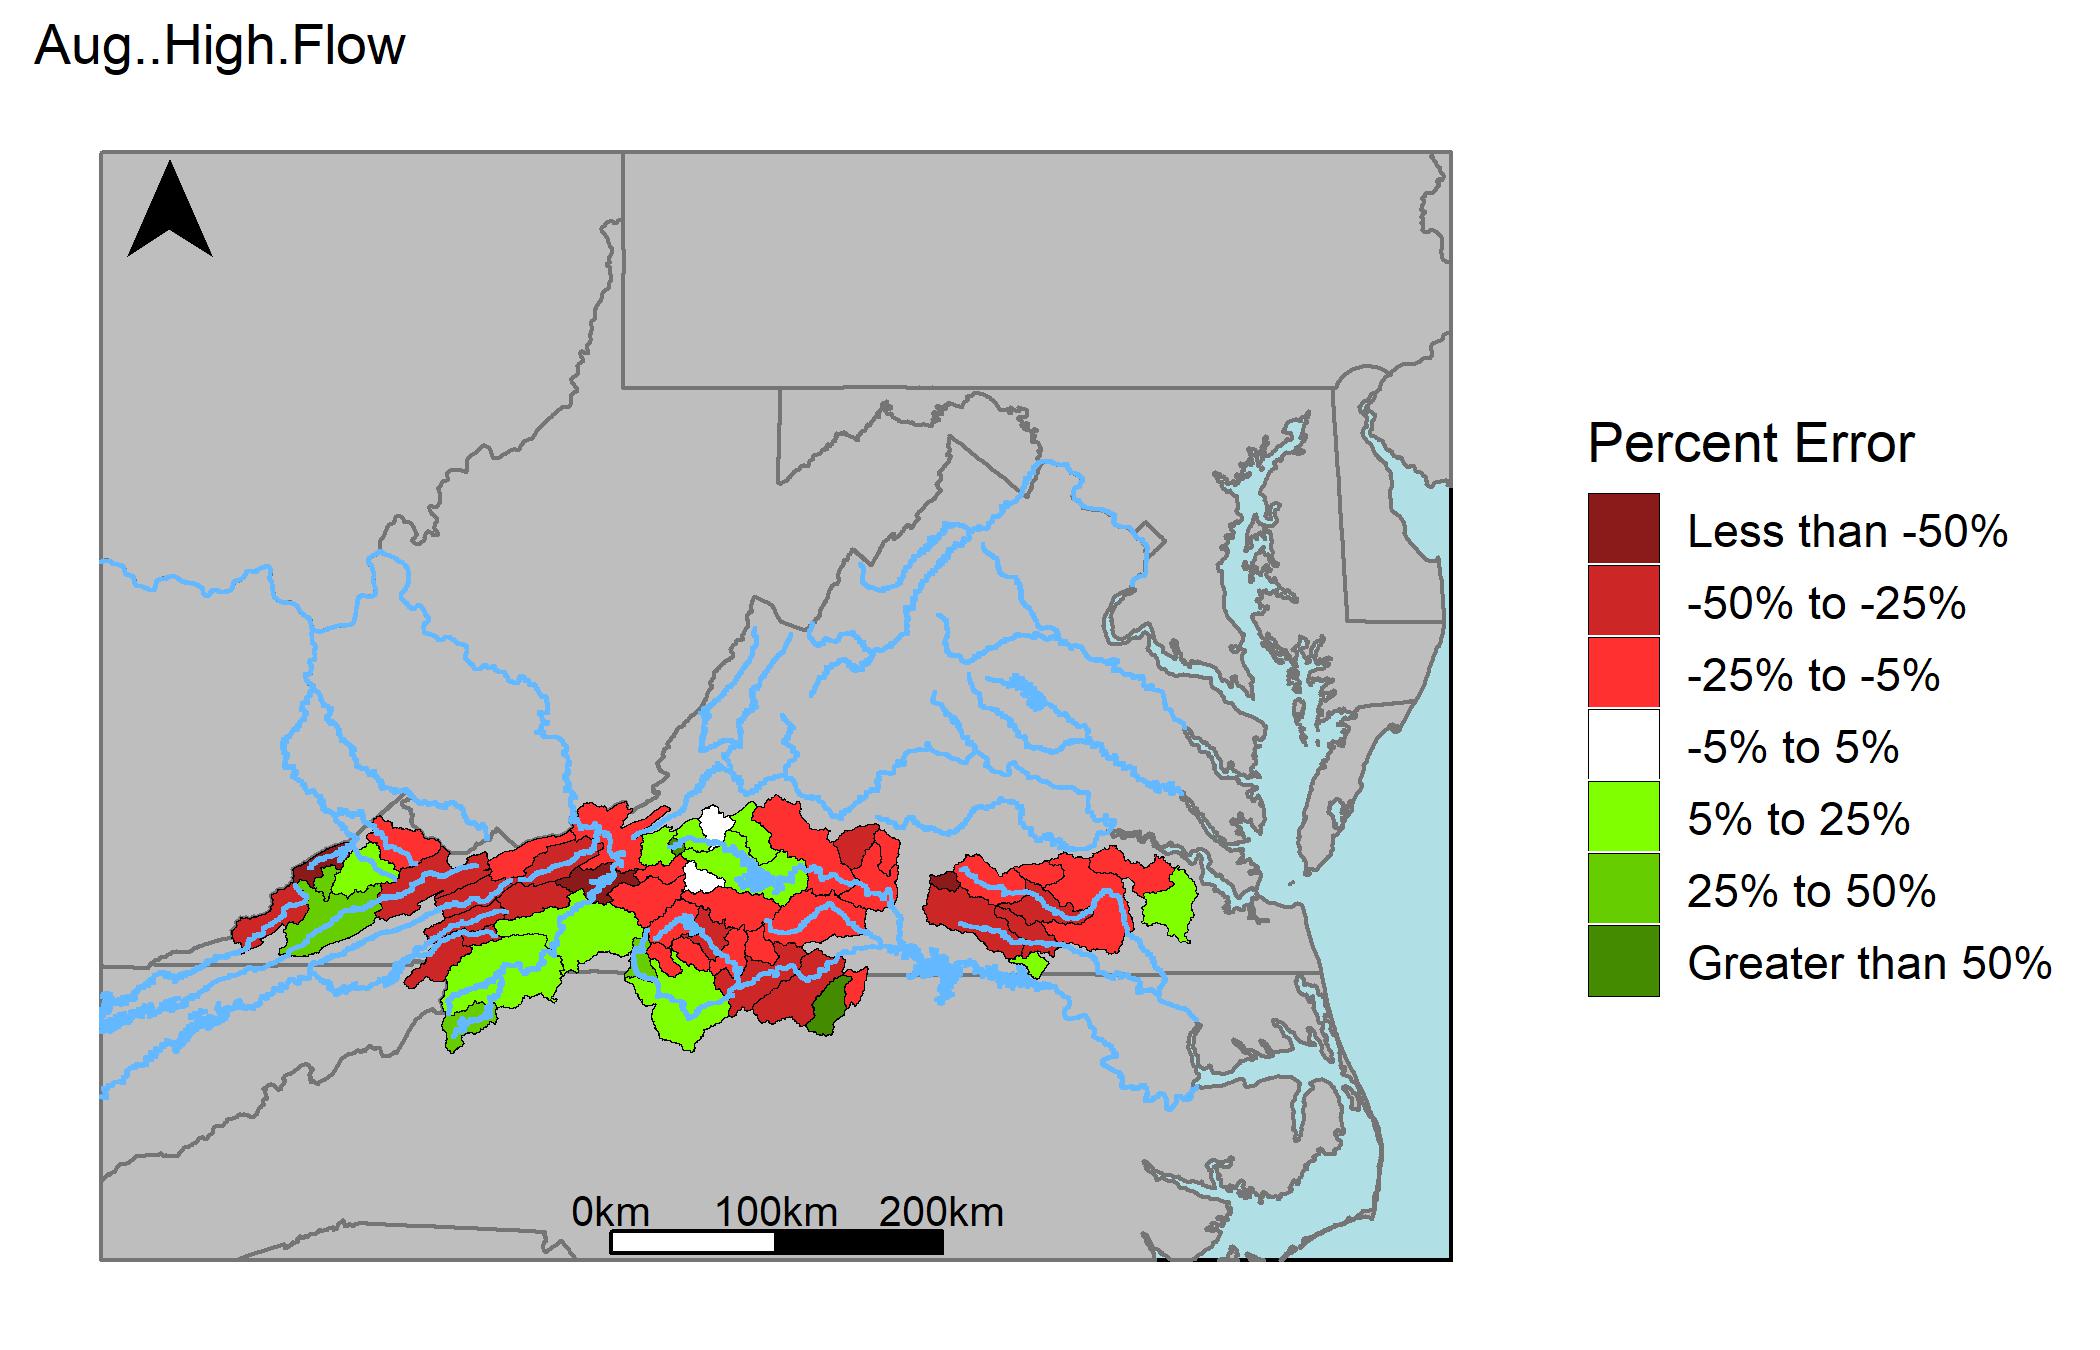 Aug..High.Flow
Percent Error
Less than -50%
-50% to -25%
-25% to -5%
-5% to 5%
5% to 25%
25% to 50%
Greater than 50%
0km 100km 200km